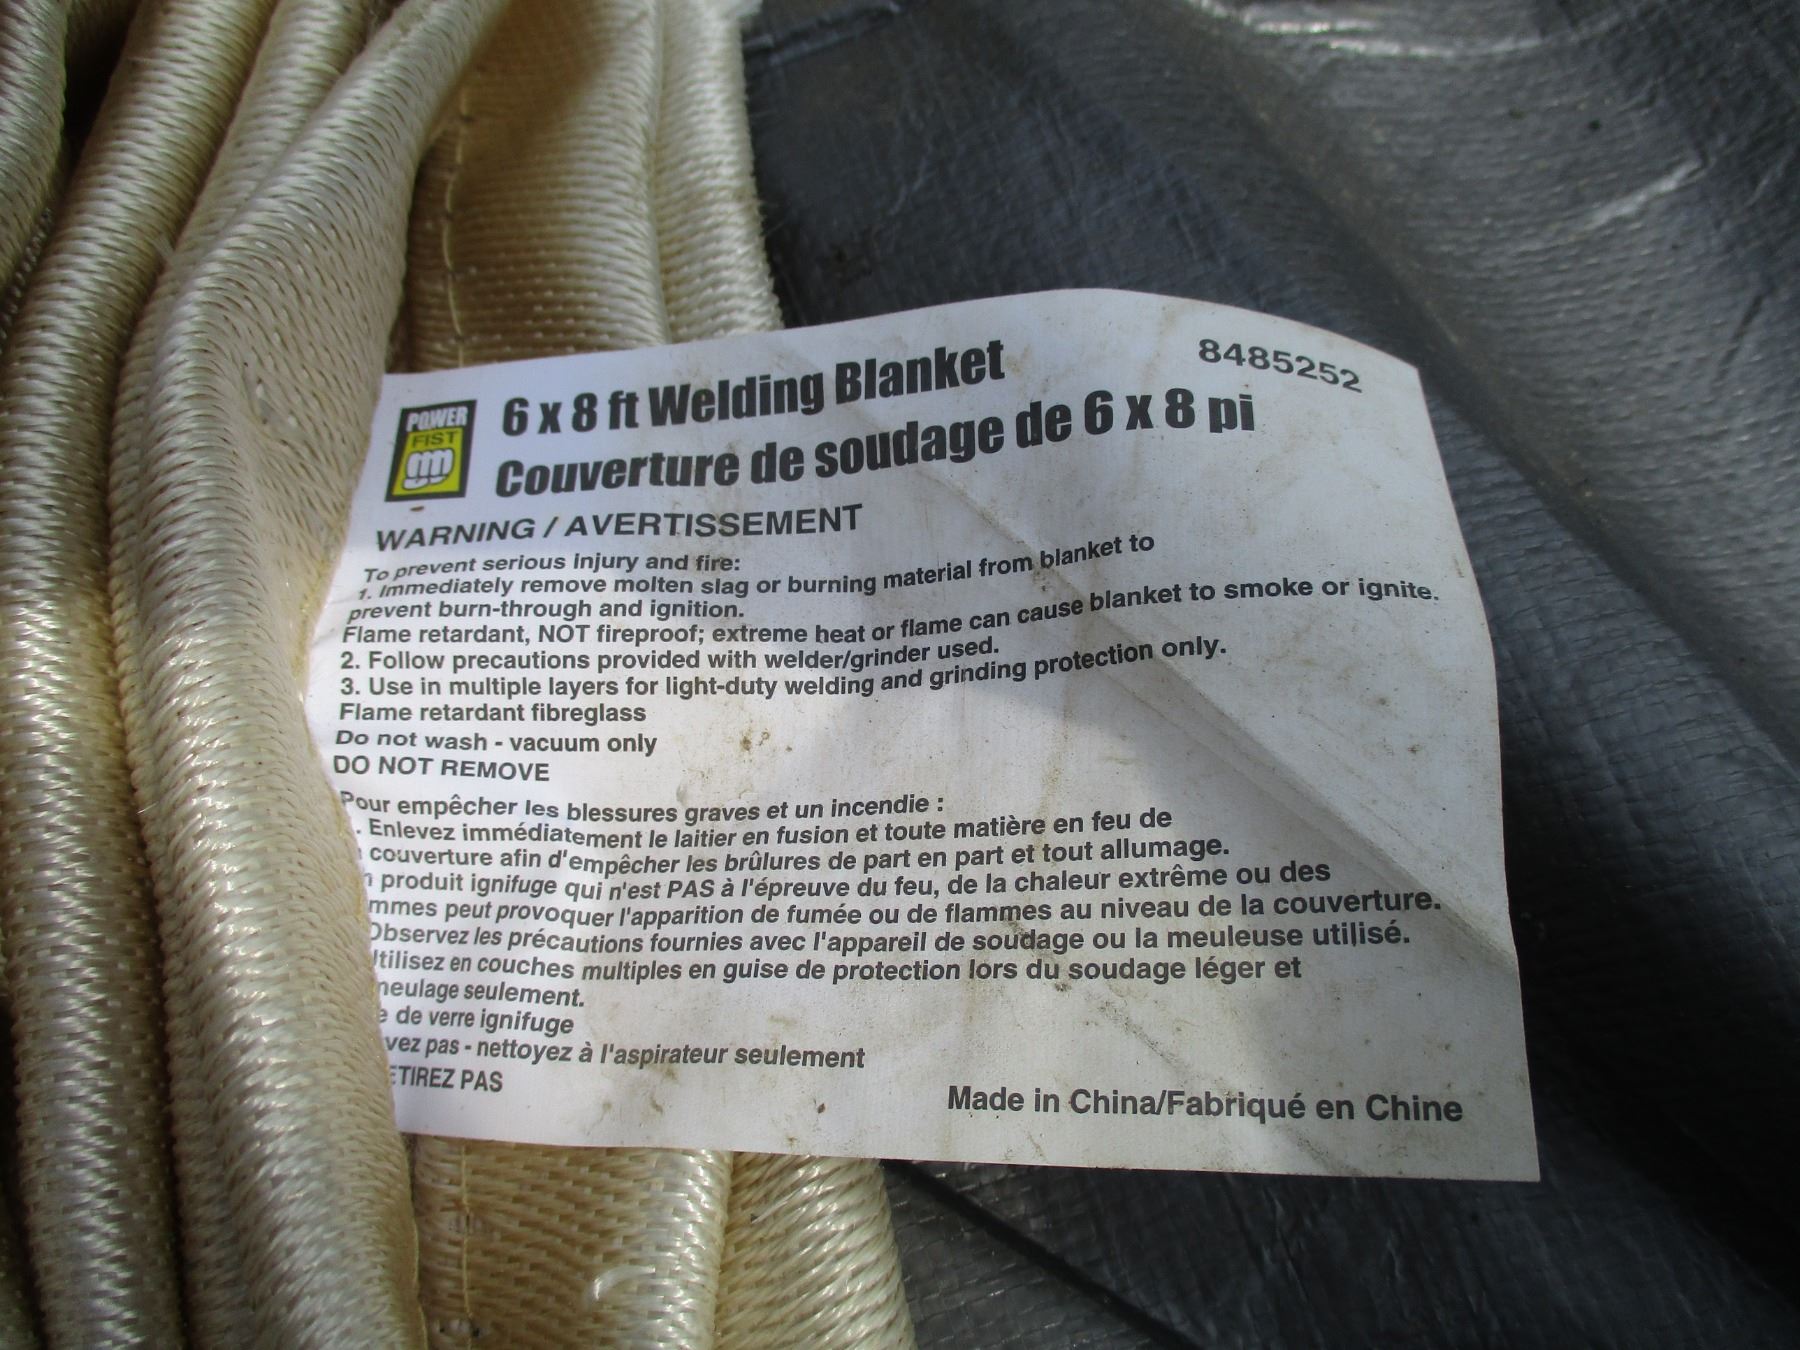 8485252
POWER
FIST
6 x 8 ft Welding Blanket
Couverture de soudage de 6 x 8 pi
WARNING / AVERTISSEMENT
To prevent serious injury and fire:
1. Immediately remove molten slag or burning material from blanket to
prevent burn-through and ignition.
Flame retardant, NOT fireproof; extreme heat or flame can cause blanket to smoke or ignite.
2. Follow precautions provided with welder/grinder used.
3. Use in multiple layers for light-duty welding and grinding protection only.
Flame retardant fibreglass
Do not wash - vacuum only
DO NOT REMOVE
Pour empêcher les blessures graves et un incendie :
. Enlevez immédiatement le laitier en fusion et toute matière en feu de
couverture afin d'empêcher les brûlures de part en part et tout allumage.
produit ignifuge qui n'est PAS à l'épreuve du feu, de la chaleur extrême ou des
mmes peut provoquer l'apparition de fumée ou de flammes au niveau de la couverture.
Observez les précautions fournies avec l'appareil de soudage ou la meuleuse utilisé.
tilisez en couches multiples en guise de protection lors du soudage léger et
meulage seulement.
e de verre ignifuge
vez pas - nettoyez à l'aspirateur seulement
ETIREZ PAS
Made in China/Fabriqué en Chine